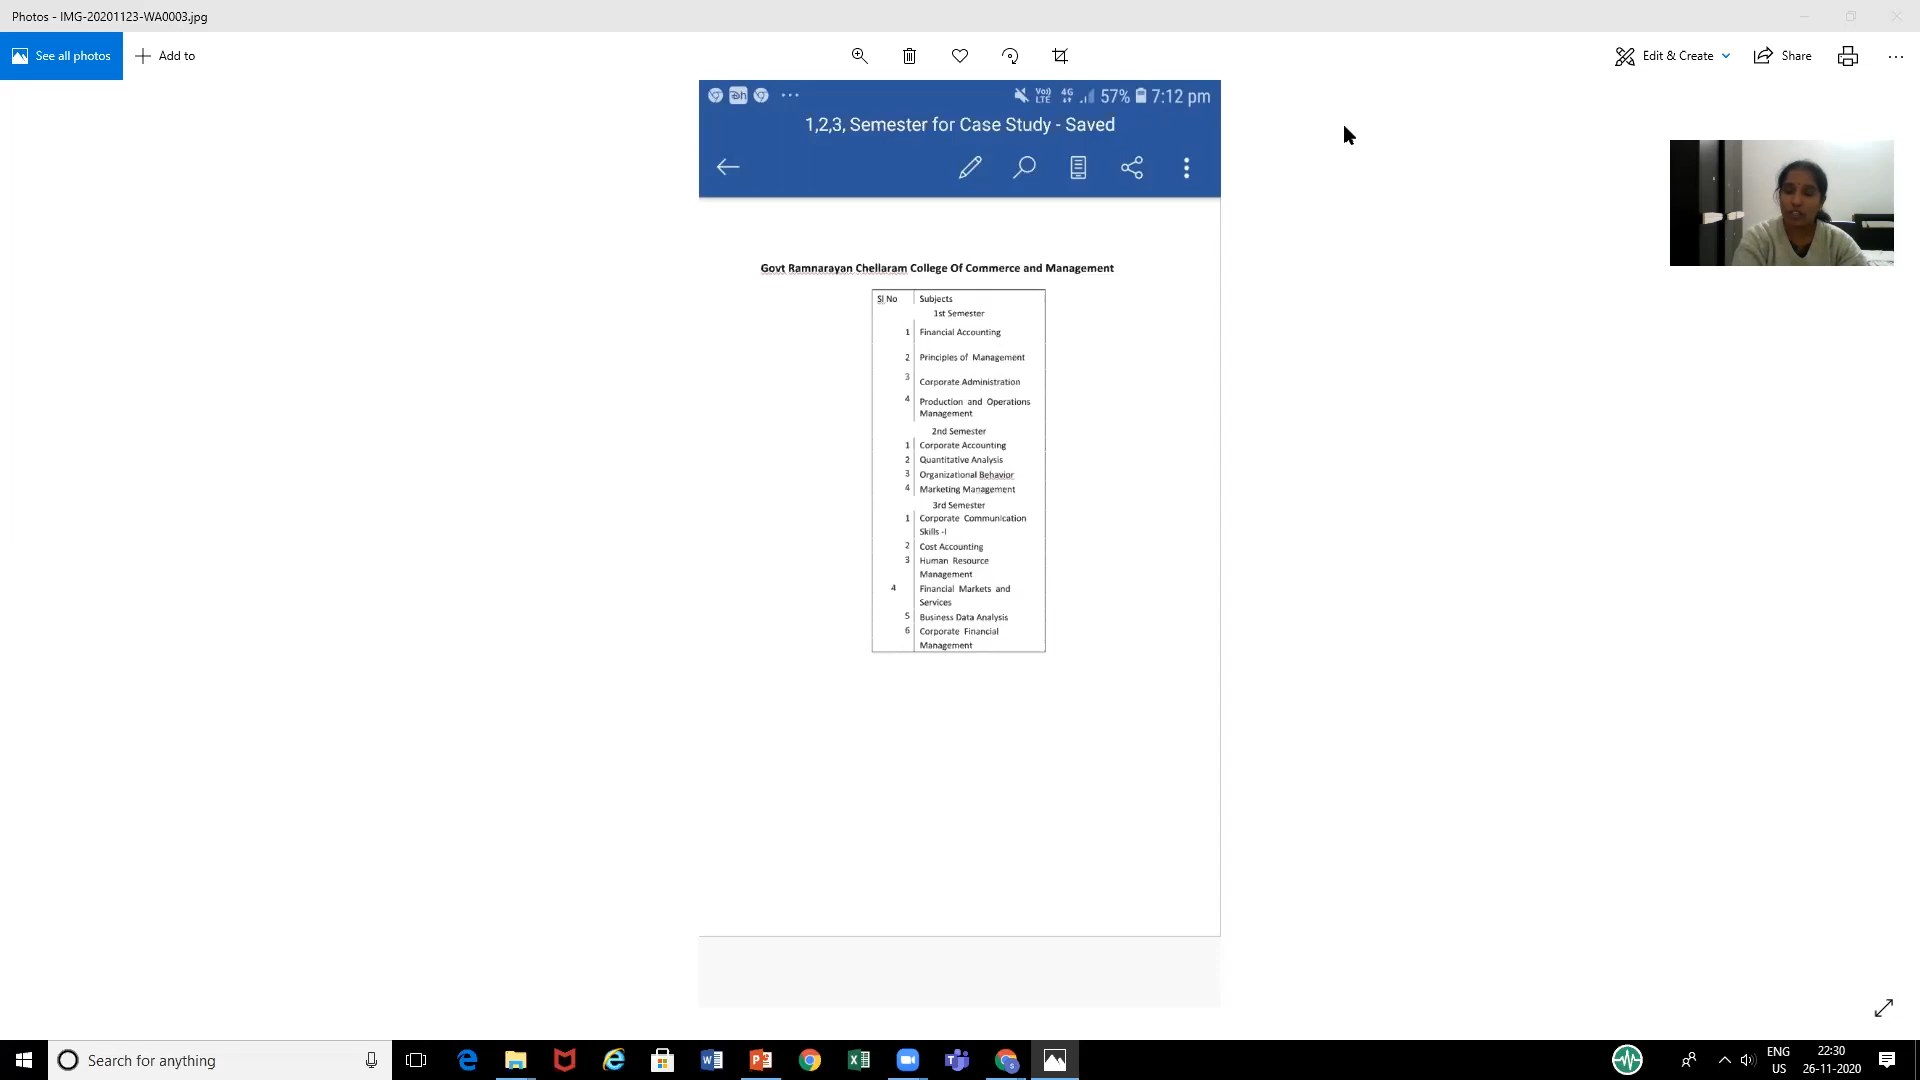 Photos - IMG-20201123-WA0003.jpg
See all photos
Add to
Edit & Create
Share
57% 7:12 pm
Vo)) LTE 4G
1,2,3, Semester for Case Study - Saved
Govt Ramnarayan Chellaram College Of Commerce and Management
Sl No Subjects
1st Semester
1 Financial Accounting
2 Principles of Management
3 Corporate Administration
4 Production and Operations
Management
2nd Semester
1 Corporate Accounting
2 Quantitative Analysis
3 Organizational Behavior
4 Marketing Management
3rd Semester
1 Corporate Communication
Skills -I
2 Cost Accounting
3 Human Resource
Management
4 Financial Markets and
Services
5 Business Data Analysis
6 Corporate Financial
Management
Search for anything
ENG
US
22:30
26-11-2020